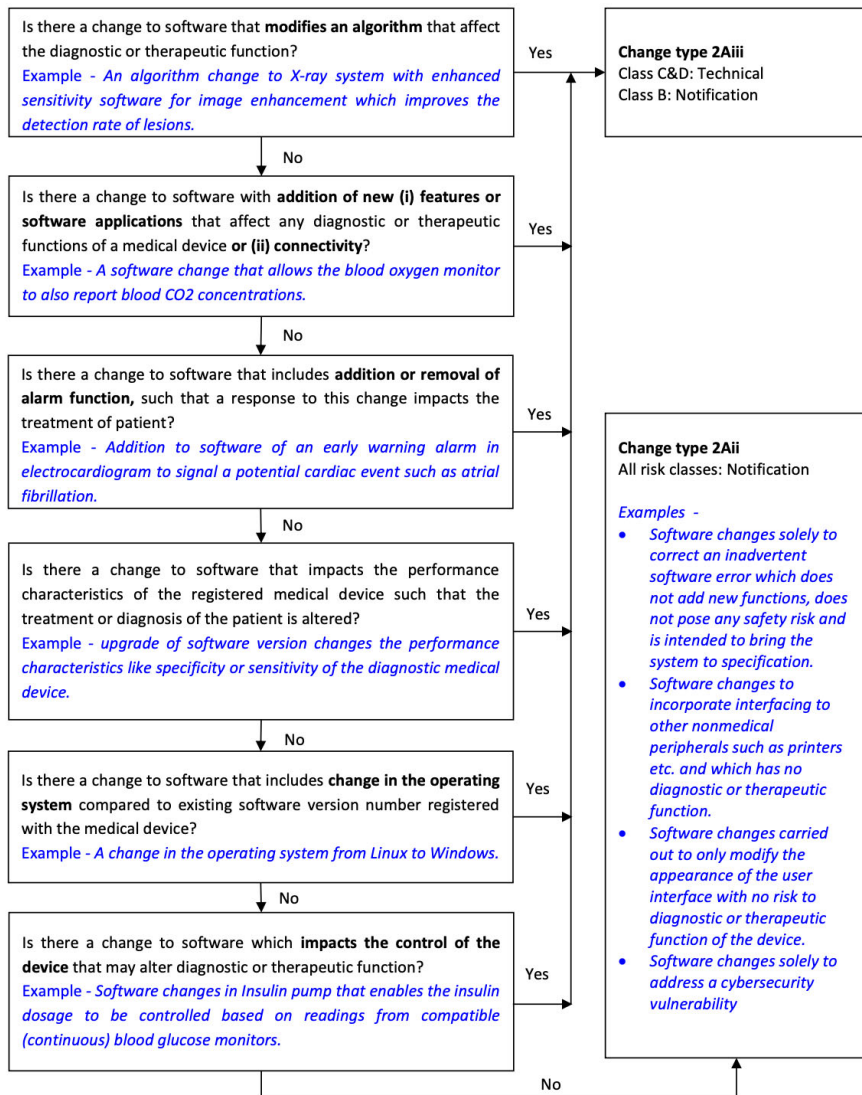 Is there a change to software that modifies an algorithm that affect
the diagnostic or therapeutic function?
Example - An algorithm change to X-ray system with enhanced
sensitivity software for image enhancement which improves the
detection rate of lesions.
Yes
Change type 2Aiii
Class C&D: Technical
Class B: Notification
No
Is there a change to software with addition of new (i) features or
software applications that affect any diagnostic or therapeutic
functions of a medical device or (ii) connectivity?
Example - A software change that allows the blood oxygen monitor
to also report blood CO2 concentrations.
Yes
No
Is there a change to software that includes addition or removal of
alarm function, such that a response to this change impacts the
treatment of patient?
Example - Addition to software of an early warning alarm in
electrocardiogram to signal a potential cardiac event such as atrial
fibrillation.
Yes
No
Is there a change to software that impacts the performance
characteristics of the registered medical device such that the
treatment or diagnosis of the patient is altered?
Example - upgrade of software version changes the performance
characteristics like specificity or sensitivity of the diagnostic medical
device.
Yes
No
Is there a change to software that includes change in the operating
system compared to existing software version number registered
with the medical device?
Example - A change in the operating system from Linux to Windows.
Yes
No
Is there a change to software which impacts the control of the
device that may alter diagnostic or therapeutic function?
Example - Software changes in Insulin pump that enables the insulin
dosage to be controlled based on readings from compatible
(continuous) blood glucose monitors.
Yes
No
Change type 2Aii
All risk classes: Notification
Examples -
• Software changes solely to
correct an inadvertent
software error which does
not add new functions, does
not pose any safety risk and
is intended to bring the
system to specification.
• Software changes to
incorporate interfacing to
other nonmedical
peripherals such as printers
etc. and which has no
diagnostic or therapeutic
function.
• Software changes carried
out to only modify the
appearance of the user
interface with no risk to
diagnostic or therapeutic
function of the device.
• Software changes solely to
address a cybersecurity
vulnerability